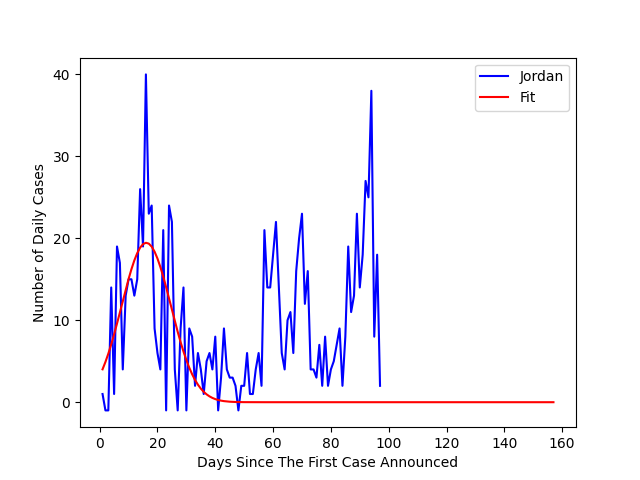 Jordan
Fit
Number of Daily Cases
40
30
20
10
0
0 20 40 60 80 100 120 140 160
Days Since The First Case Announced